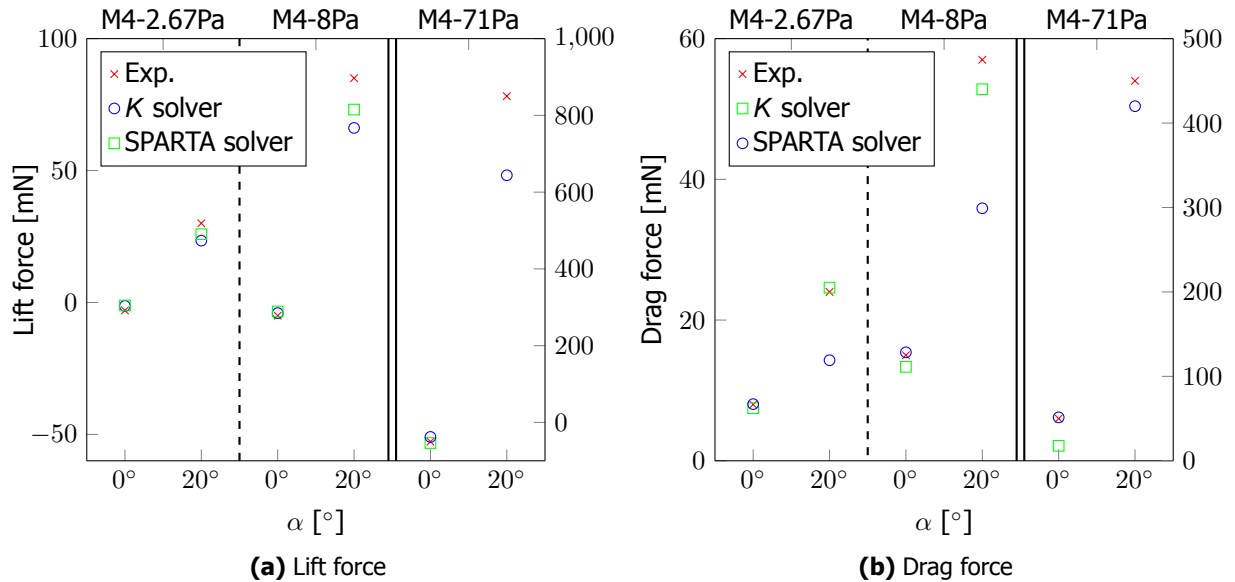 M4-2.67Pa M4-8Pa M4-71Pa
100
50
0
−50
1,000
800
600
400
200
0
Exp.
K solver
SPARTA solver
Lift force [mN]
0° 20° 0° 20° 0° 20°
α [°]
(a) Lift force
M4-2.67Pa M4-8Pa M4-71Pa
60
40
20
0
500
400
300
200
100
0
Exp.
K solver
SPARTA solver
Drag force [mN]
0° 20° 0° 20° 0° 20°
α [°]
(b) Drag force